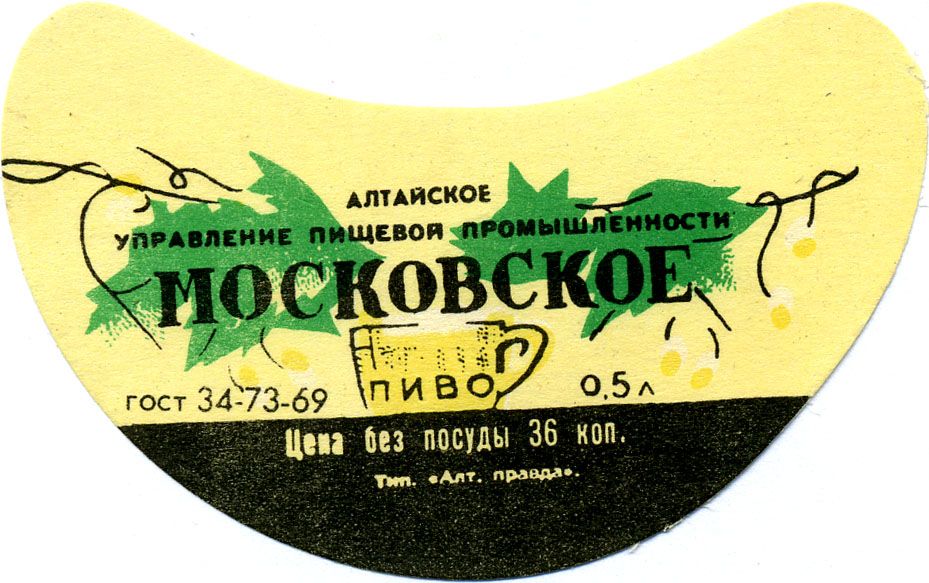 АЛТАЙСКОЕ
УПРАВЛЕНИЕ ПИЩЕВОЙ ПРОМЫШЛЕННОСТИ
МОСКОВСКОЕ
ПИВО
ГОСТ 34-73-69
0,5 л
Цена без посуды 36 коп.
Тип. «Алт. правда».